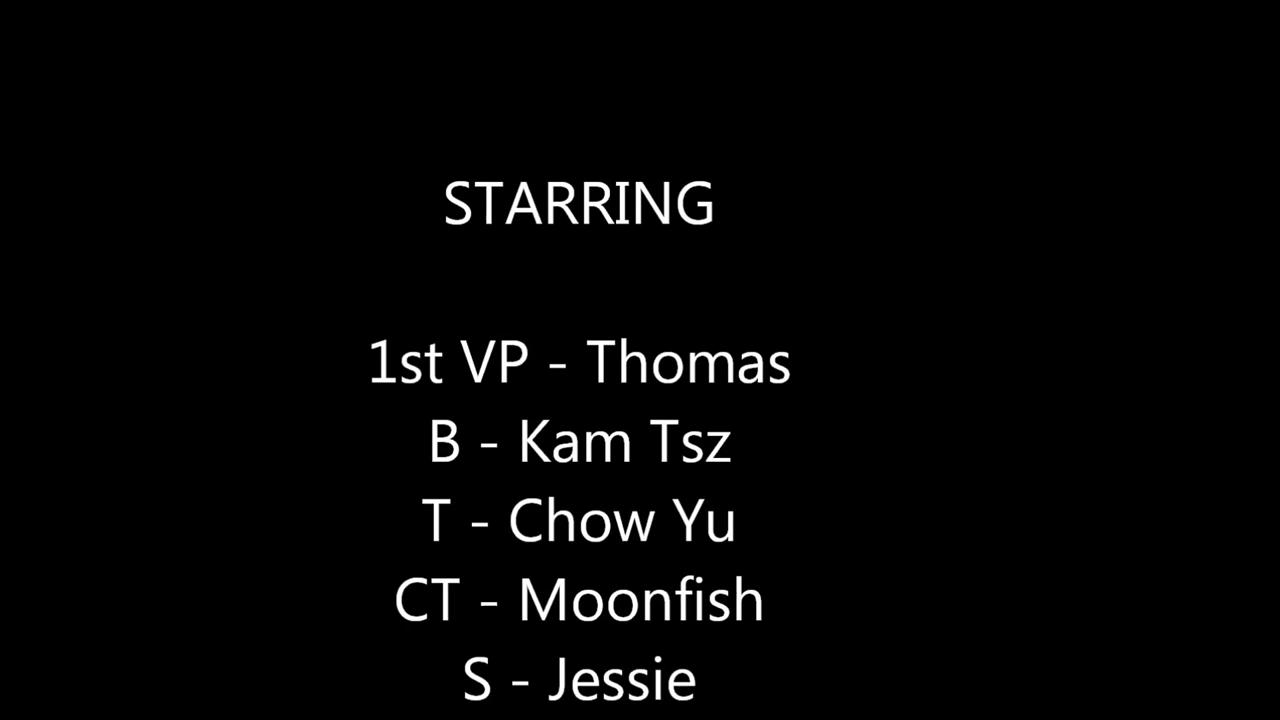 STARRING
1st VP - Thomas
B - Kam Tsz
T - Chow Yu
CT - Moonfish
S - Jessie